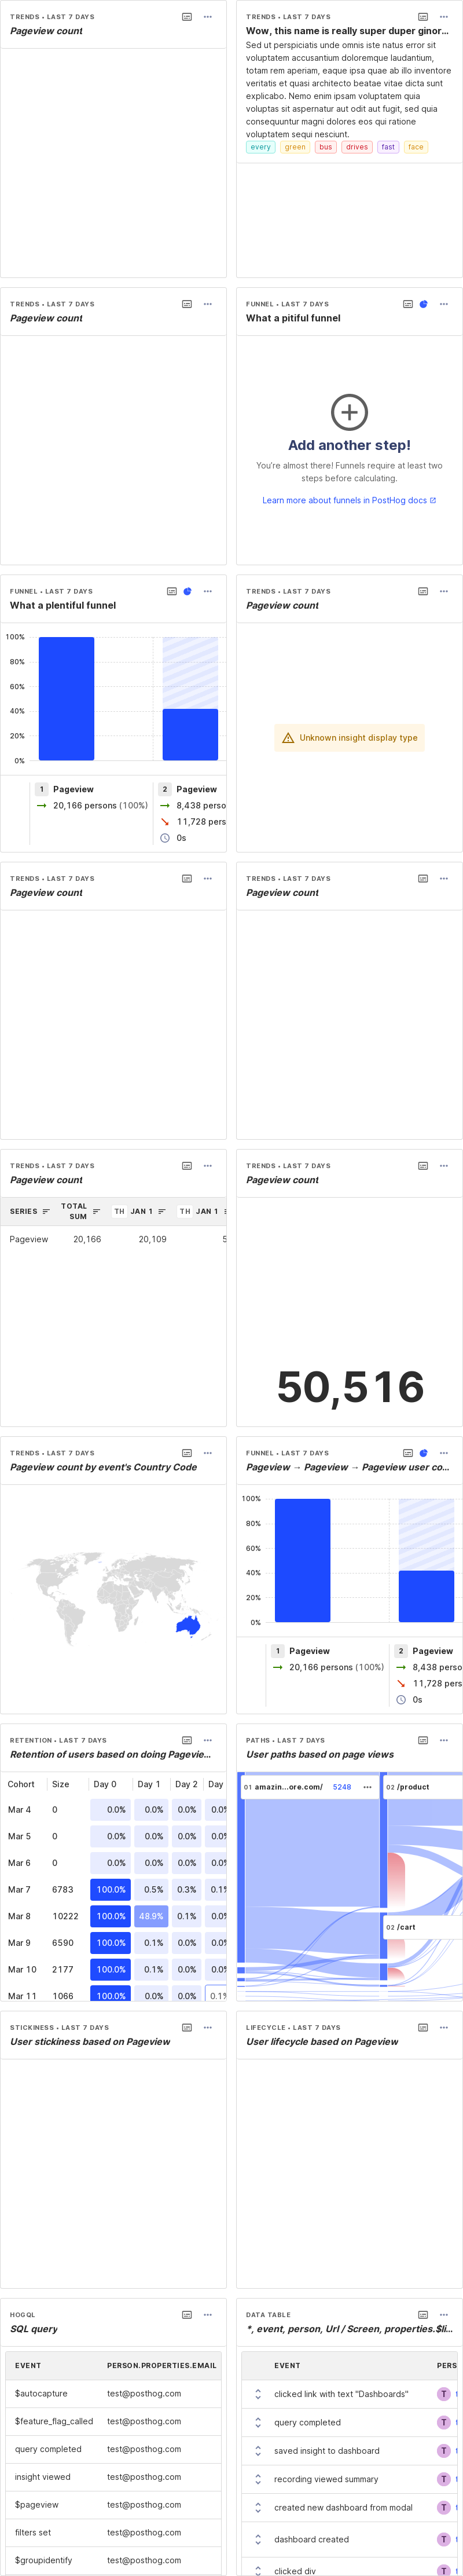 TRENDS • LAST 7 DAYS
Pageview count
TRENDS • LAST 7 DAYS
Wow, this name is really super duper ginor…
Sed ut perspiciatis unde omnis iste natus error sit
voluptatem accusantium doloremque laudantium,
totam rem aperiam, eaque ipsa quae ab illo inventore
veritatis et quasi architecto beatae vitae dicta sunt
explicabo. Nemo enim ipsam voluptatem quia
voluptas sit aspernatur aut odit aut fugit, sed quia
consequuntur magni dolores eos qui ratione
voluptatem sequi nesciunt.
every green bus drives fast face
TRENDS • LAST 7 DAYS
Pageview count
FUNNEL • LAST 7 DAYS
What a pitiful funnel
Add another step!
You're almost there! Funnels require at least two
steps before calculating.
Learn more about funnels in PostHog docs
FUNNEL • LAST 7 DAYS
What a plentiful funnel
100%
80%
60%
40%
20%
0%
1 Pageview
20,166 persons (100%)
2 Pageview
8,438 perso
11,728 pers
0s
TRENDS • LAST 7 DAYS
Pageview count
Unknown insight display type
TRENDS • LAST 7 DAYS
Pageview count
TRENDS • LAST 7 DAYS
Pageview count
TRENDS • LAST 7 DAYS
Pageview count
SERIES TOTAL SUM TH JAN 1 TH JAN 1
Pageview 20,166 20,109 5
TRENDS • LAST 7 DAYS
Pageview count
50,516
TRENDS • LAST 7 DAYS
Pageview count by event's Country Code
FUNNEL • LAST 7 DAYS
Pageview → Pageview → Pageview user co…
100%
80%
60%
40%
20%
0%
1 Pageview
20,166 persons (100%)
2 Pageview
8,438 perso
11,728 pers
0s
RETENTION • LAST 7 DAYS
Retention of users based on doing Pagevie…
Cohort Size Day 0 Day 1 Day 2 Day
Mar 4 0 0.0% 0.0% 0.0% 0.0%
Mar 5 0 0.0% 0.0% 0.0% 0.0%
Mar 6 0 0.0% 0.0% 0.0% 0.0%
Mar 7 6783 100.0% 0.5% 0.3% 0.1%
Mar 8 10222 100.0% 48.9% 0.1% 0.0%
Mar 9 6590 100.0% 0.1% 0.0% 0.0%
Mar 10 2177 100.0% 0.1% 0.0% 0.0%
Mar 11 1066 100.0% 0.0% 0.0% 0.1%
PATHS • LAST 7 DAYS
User paths based on page views
01 amazin...ore.com/ 5248
02 /product
02 /cart
STICKINESS • LAST 7 DAYS
User stickiness based on Pageview
LIFECYCLE • LAST 7 DAYS
User lifecycle based on Pageview
HOGQL
SQL query
EVENT PERSON.PROPERTIES.EMAIL
$autocapture test@posthog.com
$feature_flag_called test@posthog.com
query completed test@posthog.com
insight viewed test@posthog.com
$pageview test@posthog.com
filters set test@posthog.com
$groupidentify test@posthog.com
DATA TABLE
*, event, person, Url / Screen, properties.$li…
EVENT PERS
clicked link with text "Dashboards" T t
query completed T t
saved insight to dashboard T t
recording viewed summary T t
created new dashboard from modal T t
dashboard created T t
clicked div T t